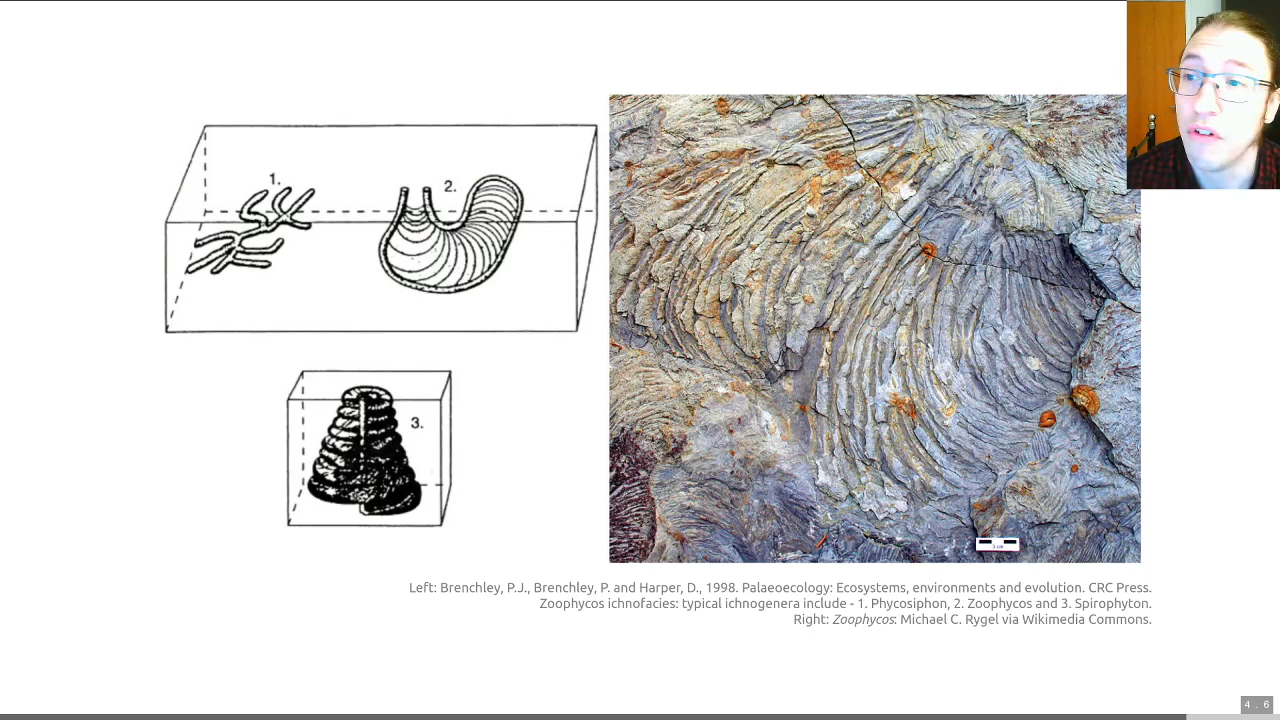 1.
2.
3.
Left: Brenchley, P.J., Brenchley, P. and Harper, D., 1998. Palaeoecology: Ecosystems, environments and evolution. CRC Press.
Zoophycos ichnofacies: typical ichnogenera include - 1. Phycosiphon, 2. Zoophycos and 3. Spirophyton.
Right: Zoophycos: Michael C. Rygel via Wikimedia Commons.
4 . 6